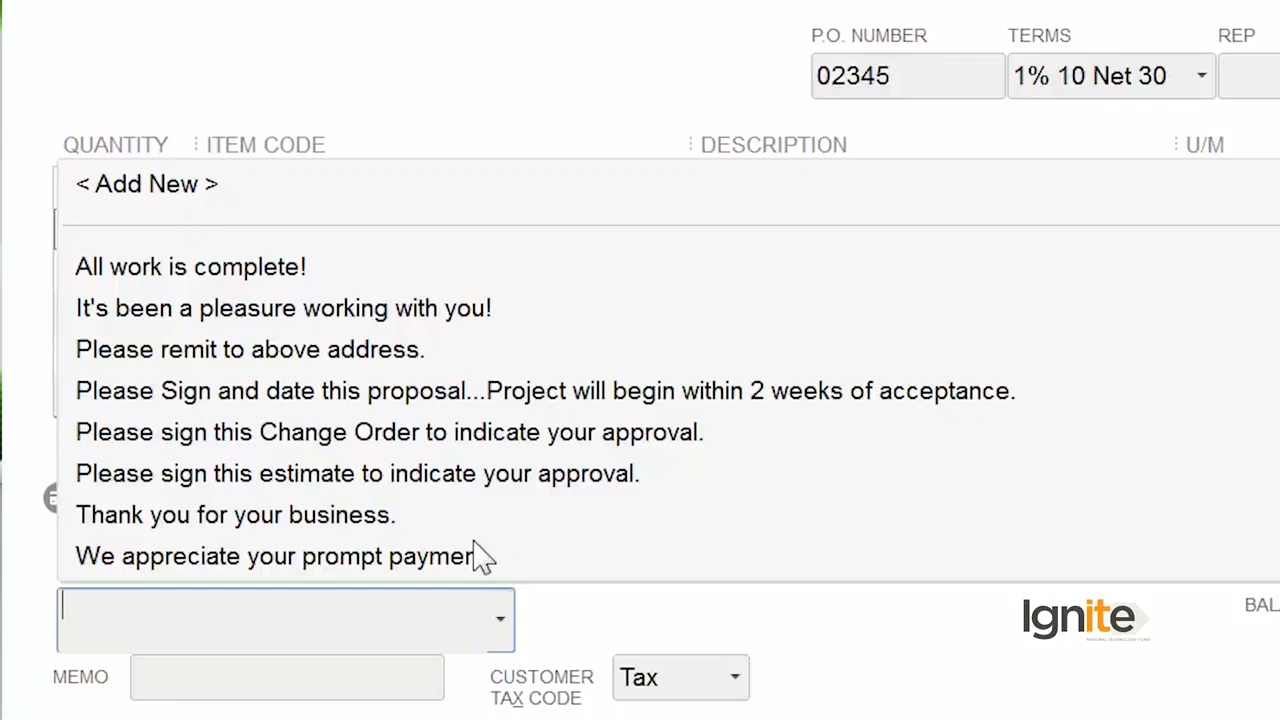 P.O. NUMBER TERMS REP
02345 1% 10 Net 30
QUANTITY ITEM CODE DESCRIPTION U/M
< Add New >
All work is complete!
It's been a pleasure working with you!
Please remit to above address.
Please Sign and date this proposal...Project will begin within 2 weeks of acceptance.
Please sign this Change Order to indicate your approval.
Please sign this estimate to indicate your approval.
Thank you for your business.
We appreciate your prompt paymen
Ignite
NATIONAL TECHNOLOGY FUND
BAL
MEMO CUSTOMER TAX CODE Tax